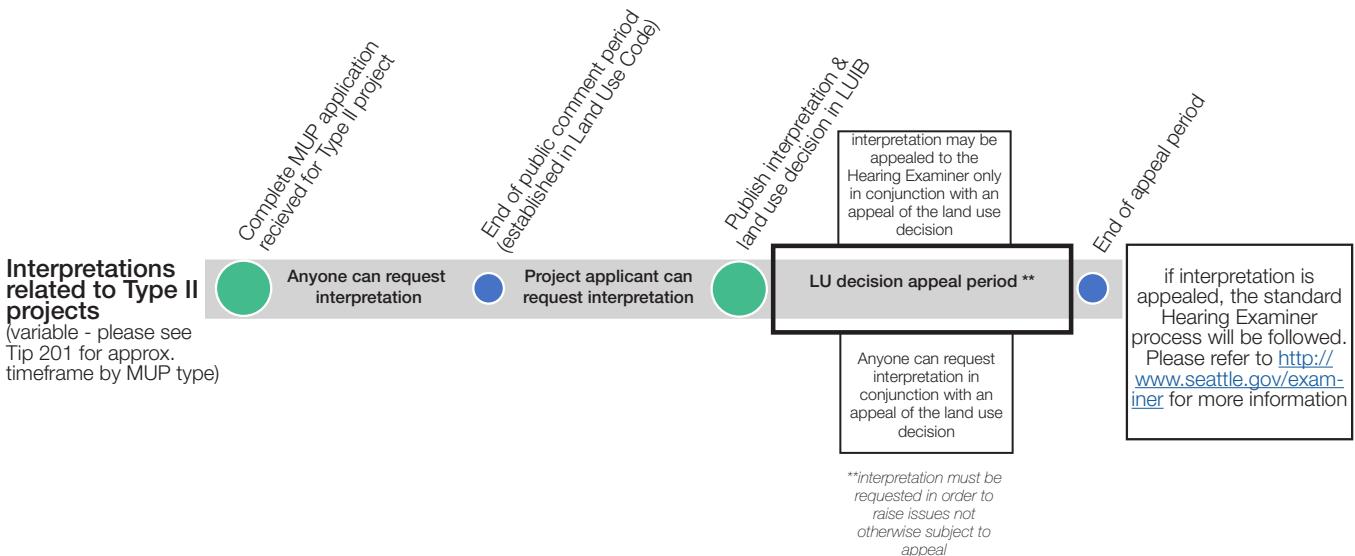 Complete MUP application
recieved for Type II project
End of public comment period
(established in Land Use Code)
Publish interpretation &
land use decision in LUIB
interpretation may be
appealed to the
Hearing Examiner only
in conjunction with an
appeal of the land use
decision
End of appeal period
Interpretations
related to Type II
projects
(variable - please see
Tip 201 for approx.
timeframe by MUP type)
Anyone can request
interpretation
Project applicant can
request interpretation
LU decision appeal period **
if interpretation is
appealed, the standard
Hearing Examiner
process will be followed.
Please refer to http://
www.seattle.gov/exam-
iner for more information
Anyone can request
interpretation in
conjunction with an
appeal of the land use
decision
**interpretation must be
requested in order to
raise issues not
otherwise subject to
appeal